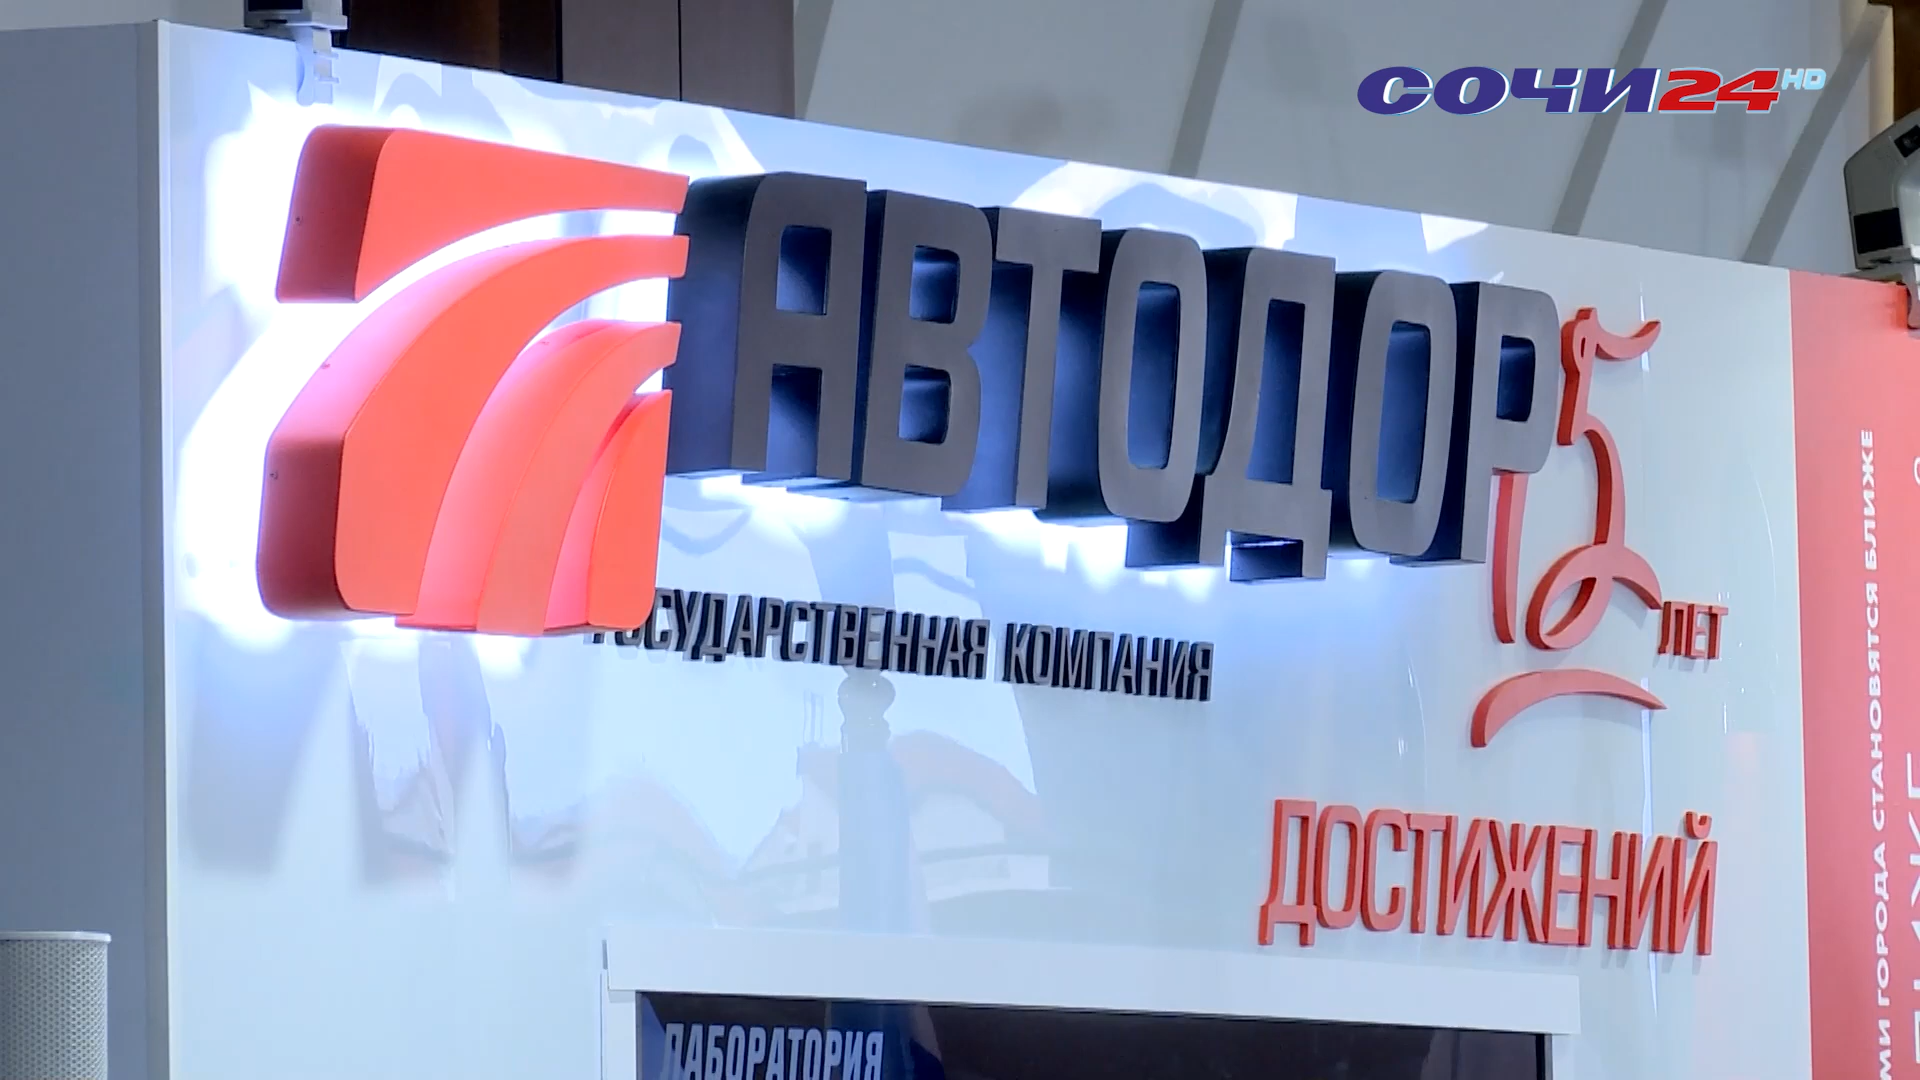 СОЧИ24HD
АВТОДОР
ГОСУДАРСТВЕННАЯ КОМПАНИЯ
15 ЛЕТ
ДОСТИЖЕНИЙ
ЛАБОРАТОРИЯ
ГОРОДА СТАНОВЯТСЯ БЛИЖЕ